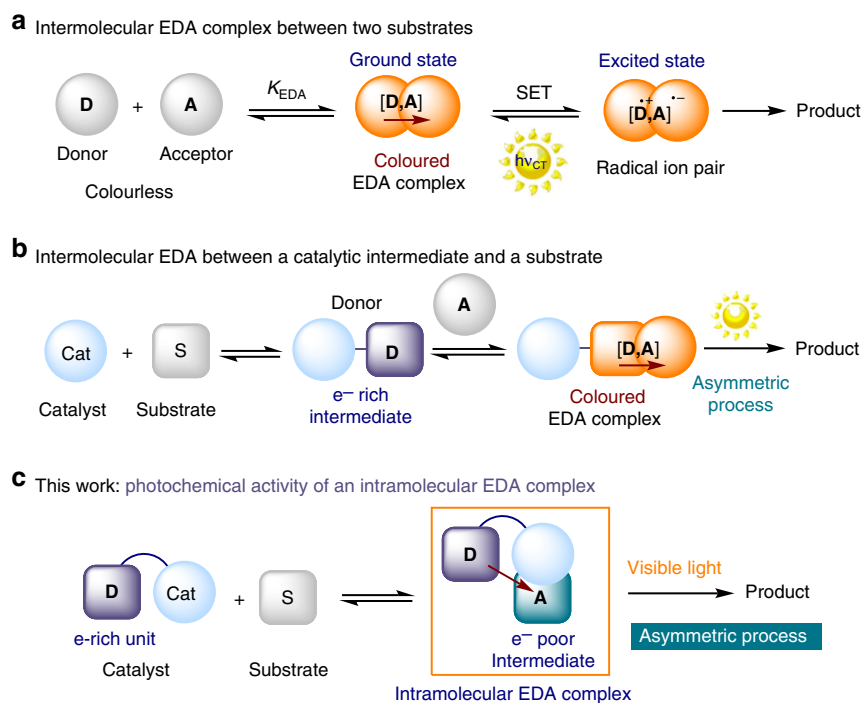 a Intermolecular EDA complex between two substrates
Ground state
Excited state
D + A
K_EDA
[D,A]
SET
[D,A]
•+ •−
Product
Donor
Acceptor
Colourless
Coloured
EDA complex
hν_CT
Radical ion pair
b Intermolecular EDA between a catalytic intermediate and a substrate
Donor
A
Cat + S
D
[D,A]
Product
Catalyst
Substrate
e− rich
intermediate
Coloured
EDA complex
Asymmetric
process
c This work: photochemical activity of an intramolecular EDA complex
D
D
Cat + S
A
Visible light
Product
e-rich unit
e− poor
Intermediate
Asymmetric process
Catalyst
Substrate
Intramolecular EDA complex